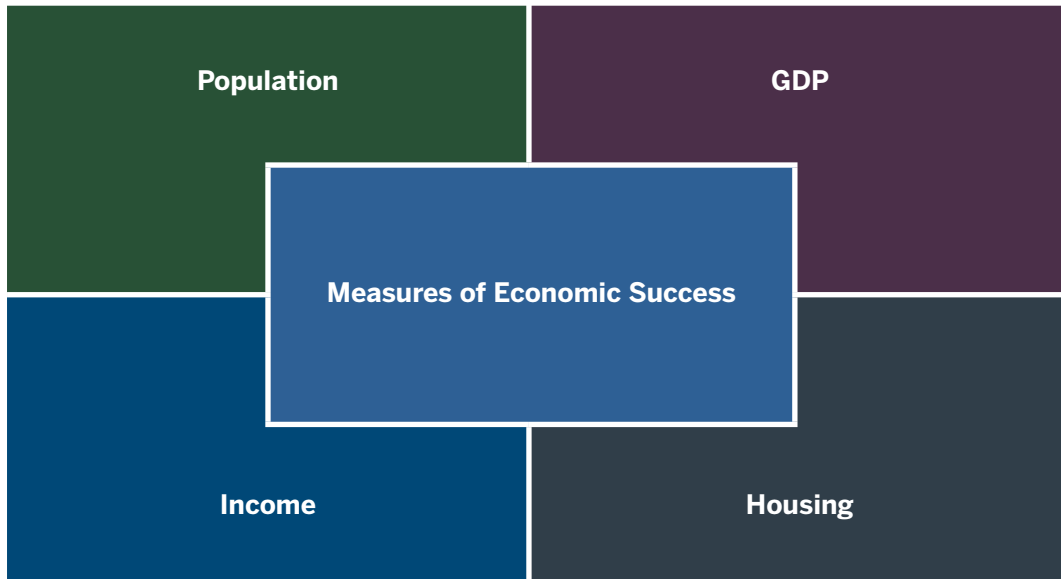 Population
GDP
Measures of Economic Success
Income
Housing